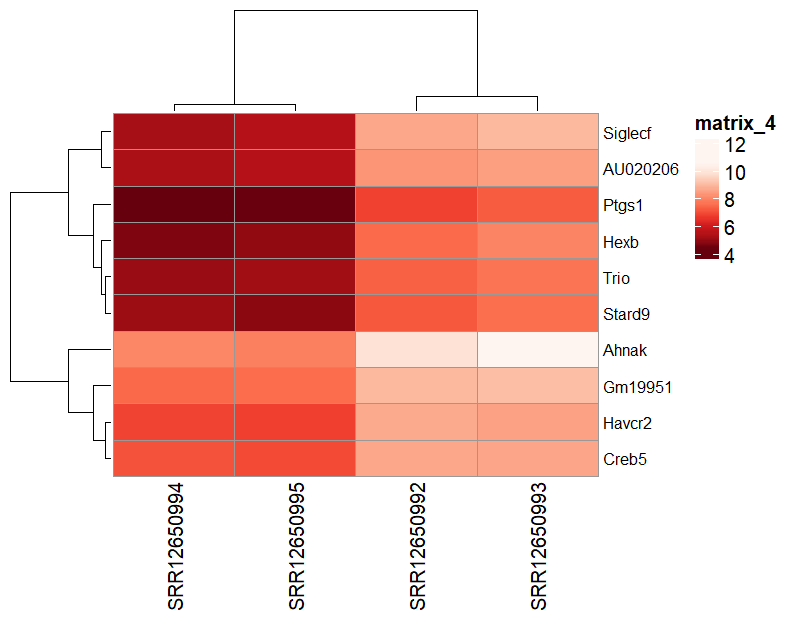 matrix_4
12
10
8
6
4
Siglecf
AU020206
Ptgs1
Hexb
Trio
Stard9
Ahnak
Gm19951
Havcr2
Creb5
SRR12650994
SRR12650995
SRR12650992
SRR12650993